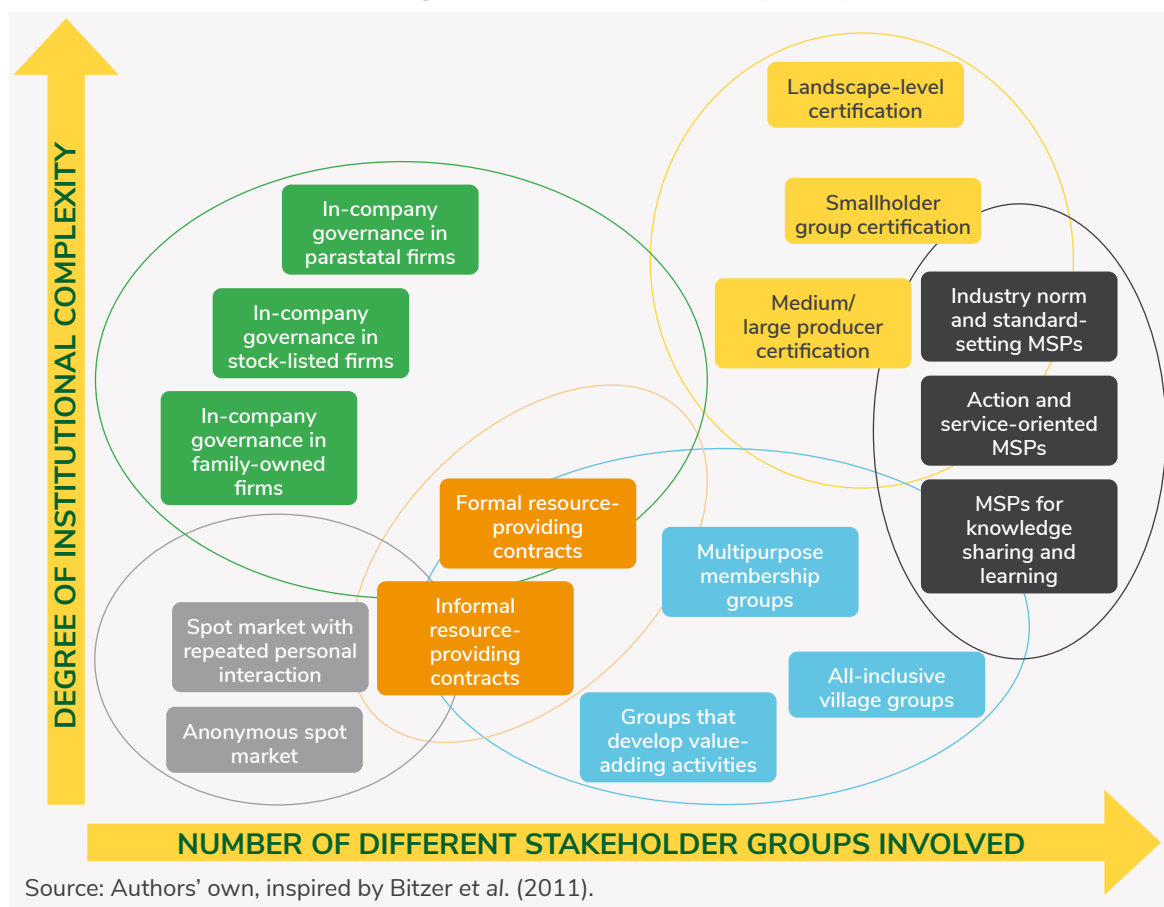 DEGREE OF INSTITUTIONAL COMPLEXITY
Landscape-level
certification
Smallholder
group certification
Medium/
large producer
certification
In-company
governance in
parastatal firms
In-company
governance in
stock-listed firms
In-company
governance in
family-owned
firms
Industry norm
and standard-
setting MSPs
Action and
service-oriented
MSPs
MSPs for
knowledge
sharing and
learning
Formal resource-
providing
contracts
Informal
resource-
providing
contracts
Multipurpose
membership
groups
Spot market with
repeated personal
interaction
Anonymous spot
market
All-inclusive
village groups
Groups that
develop value-
adding activities
NUMBER OF DIFFERENT STAKEHOLDER GROUPS INVOLVED
Source: Authors’ own, inspired by Bitzer et al. (2011).